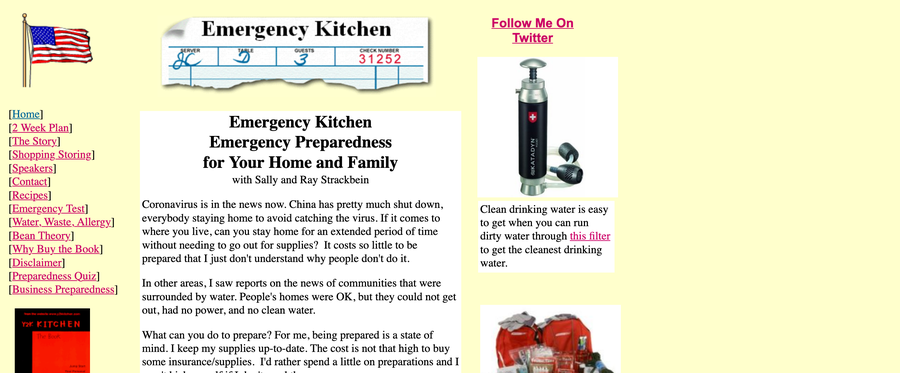 Emergency Kitchen
SERVER TABLE GUESTS CHECK NUMBER
JC D 3 31252
[Home]
[2 Week Plan]
[The Story]
[Shopping Storing]
[Speakers]
[Contact]
[Recipes]
[Emergency Test]
[Water, Waste, Allergy]
[Bean Theory]
[Why Buy the Book]
[Disclaimer]
[Preparedness Quiz]
[Business Preparedness]
KITCHEN
Emergency Kitchen
Emergency Preparedness
for Your Home and Family
with Sally and Ray Strackbein
Coronavirus is in the news now. China has pretty much shut down,
everybody staying home to avoid catching the virus. If it comes to
where you live, can you stay home for an extended period of time
without needing to go out for supplies?  It costs so little to be
prepared that I just don't understand why people don't do it.
In other areas, I saw reports on the news of communities that were
surrounded by water. People's homes were OK, but they could not get
out, had no power, and no clean water.
What can you do to prepare? For me, being prepared is a state of
mind. I keep my supplies up-to-date. The cost is not that high to buy
some insurance/supplies.  I'd rather spend a little on preparations and I
Follow Me On
Twitter
KATADYN
Clean drinking water is easy
to get when you can run
dirty water through this filter
to get the cleanest drinking
water.